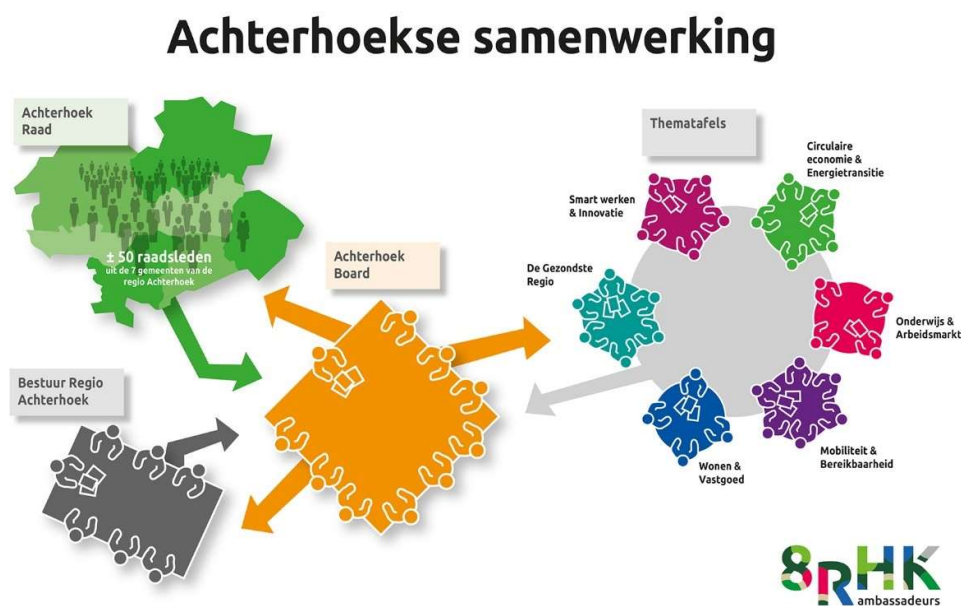 Achterhoekse samenwerking
Achterhoek
Raad
± 50 raadsleden
uit de 7 gemeenten van de
regio Achterhoek
Achterhoek
Board
Bestuur Regio
Achterhoek
Thematafels
Circulaire
economie &
Energietransitie
Smart werken
& Innovatie
De Gezondste
Regio
Onderwijs &
Arbeidsmarkt
Mobiliteit &
Bereikbaarheid
Wonen &
Vastgoed
8RHK
ambassadeurs